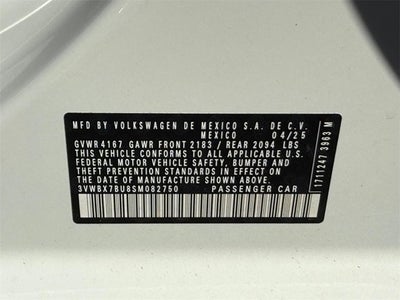 MFD BY VOLKSWAGEN DE MEXICO S.A. DE C.V.
MEXICO 04/25
GVWR 4167 GAWR FRONT 2183 / REAR 2094 LBS
THIS CAR CONFORMS TO ALL APPLICABLE U.S.
FEDERAL MOTOR VEHICLE SAFETY, BUMPER AND
THEFT PREVENTION STANDARDS IN EFFECT ON THE
DATE OF MANUFACTURE SHOWN ABOVE
3VWBX7BU8SM082750 PASSENGER CAR
1711247 3963 M